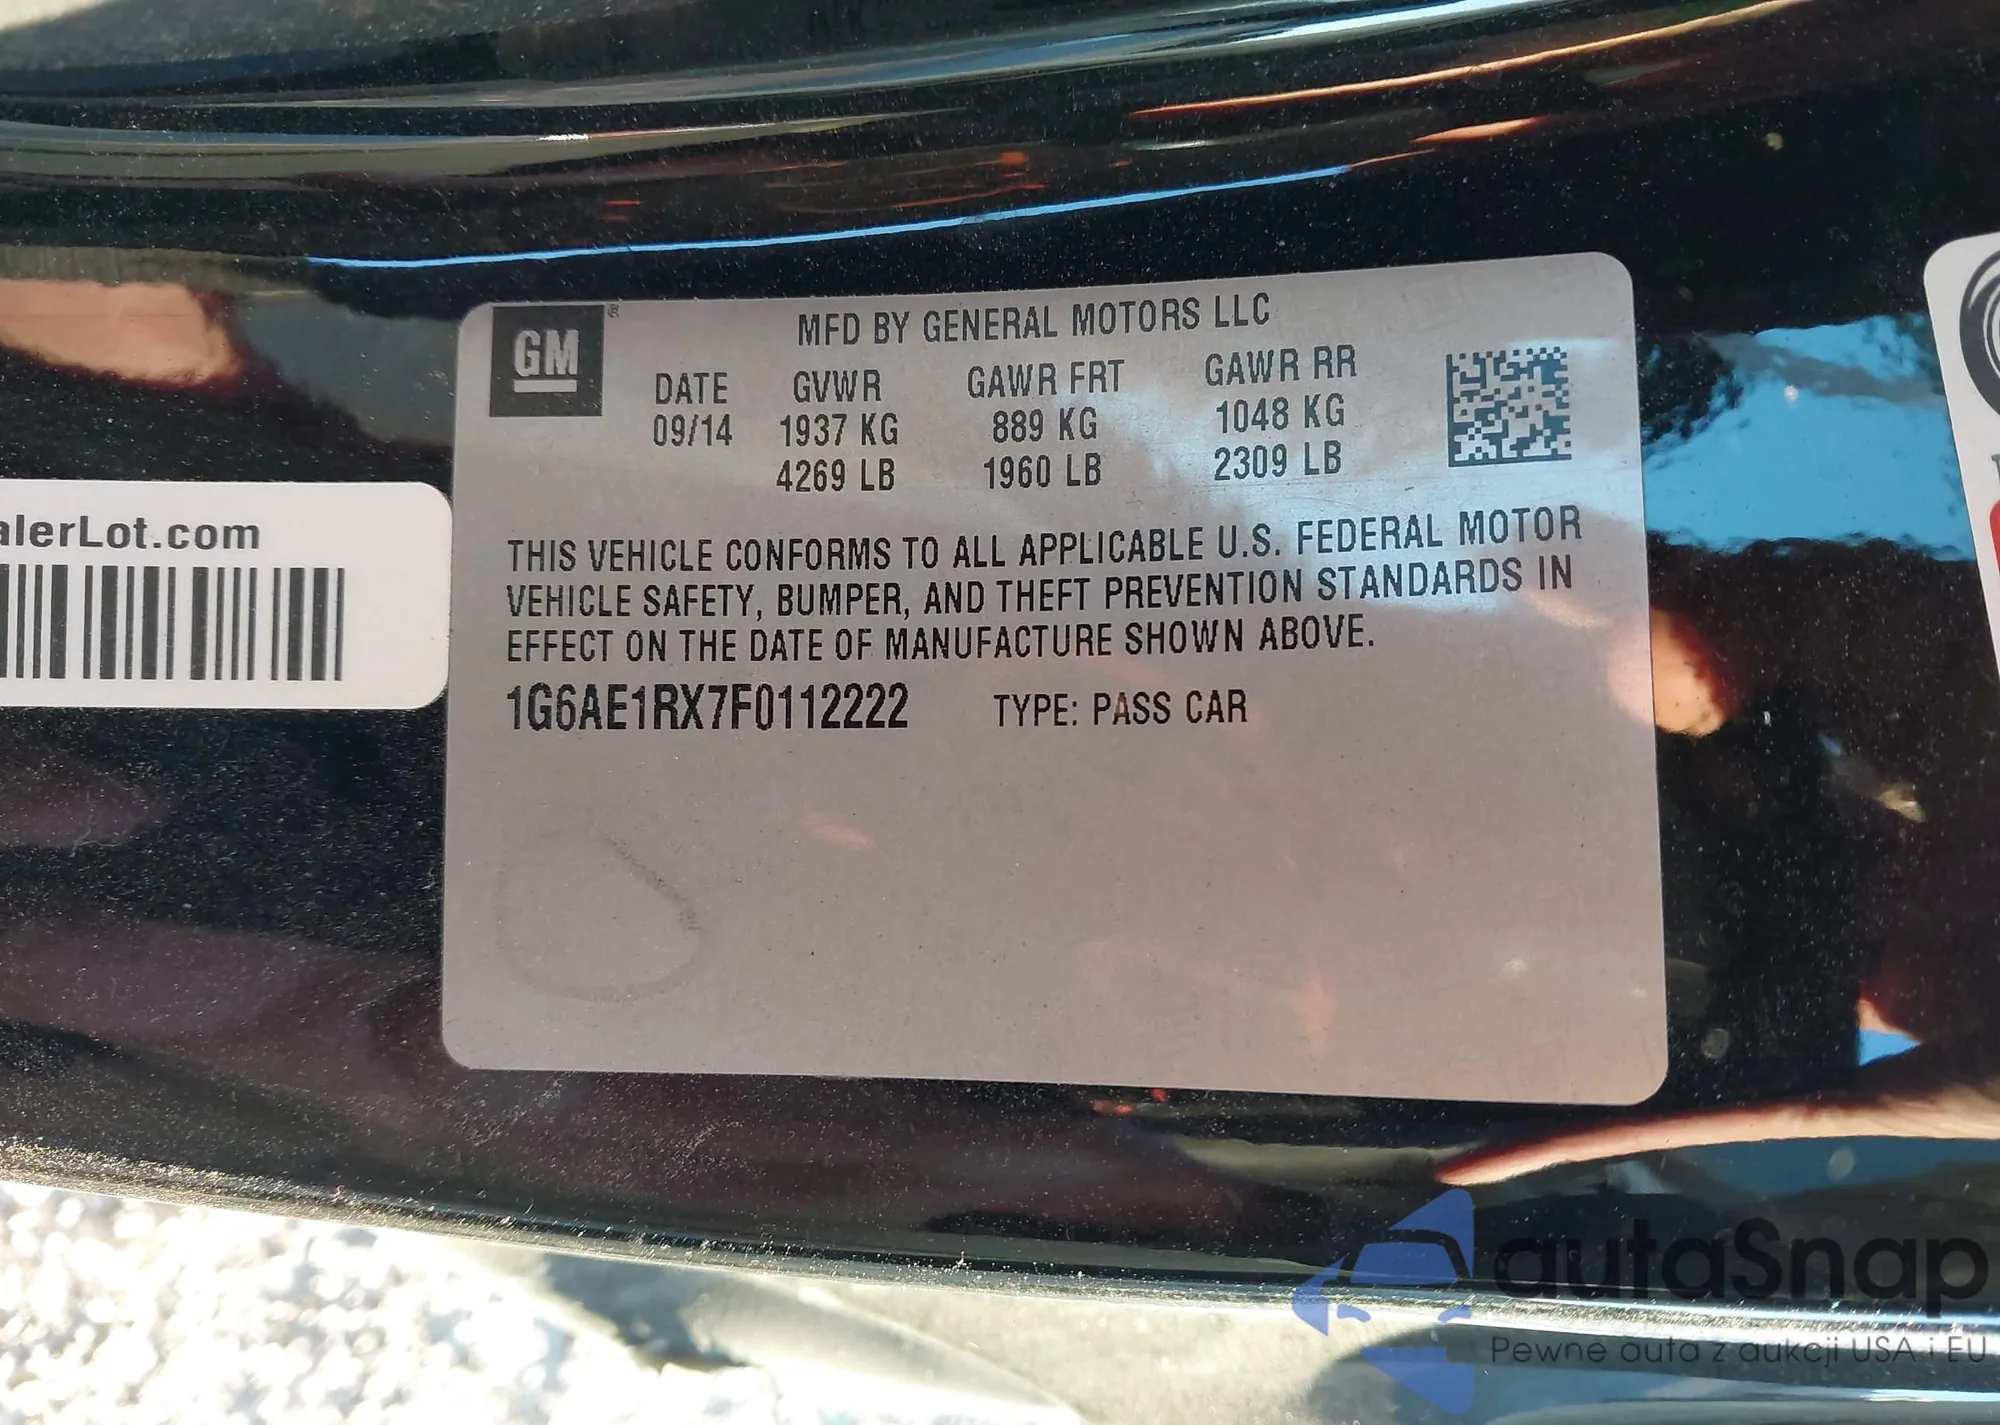 GM®
MFD BY GENERAL MOTORS LLC
DATE GVWR GAWR FRT GAWR RR
09/14 1937 KG 889 KG 1048 KG
4269 LB 1960 LB 2309 LB
THIS VEHICLE CONFORMS TO ALL APPLICABLE U.S. FEDERAL MOTOR
VEHICLE SAFETY, BUMPER, AND THEFT PREVENTION STANDARDS IN
EFFECT ON THE DATE OF MANUFACTURE SHOWN ABOVE.
1G6AE1RX7F0112222 TYPE: PASS CAR
alerLot.com
autaSnap
Pewne auta z aukcji USA i EU